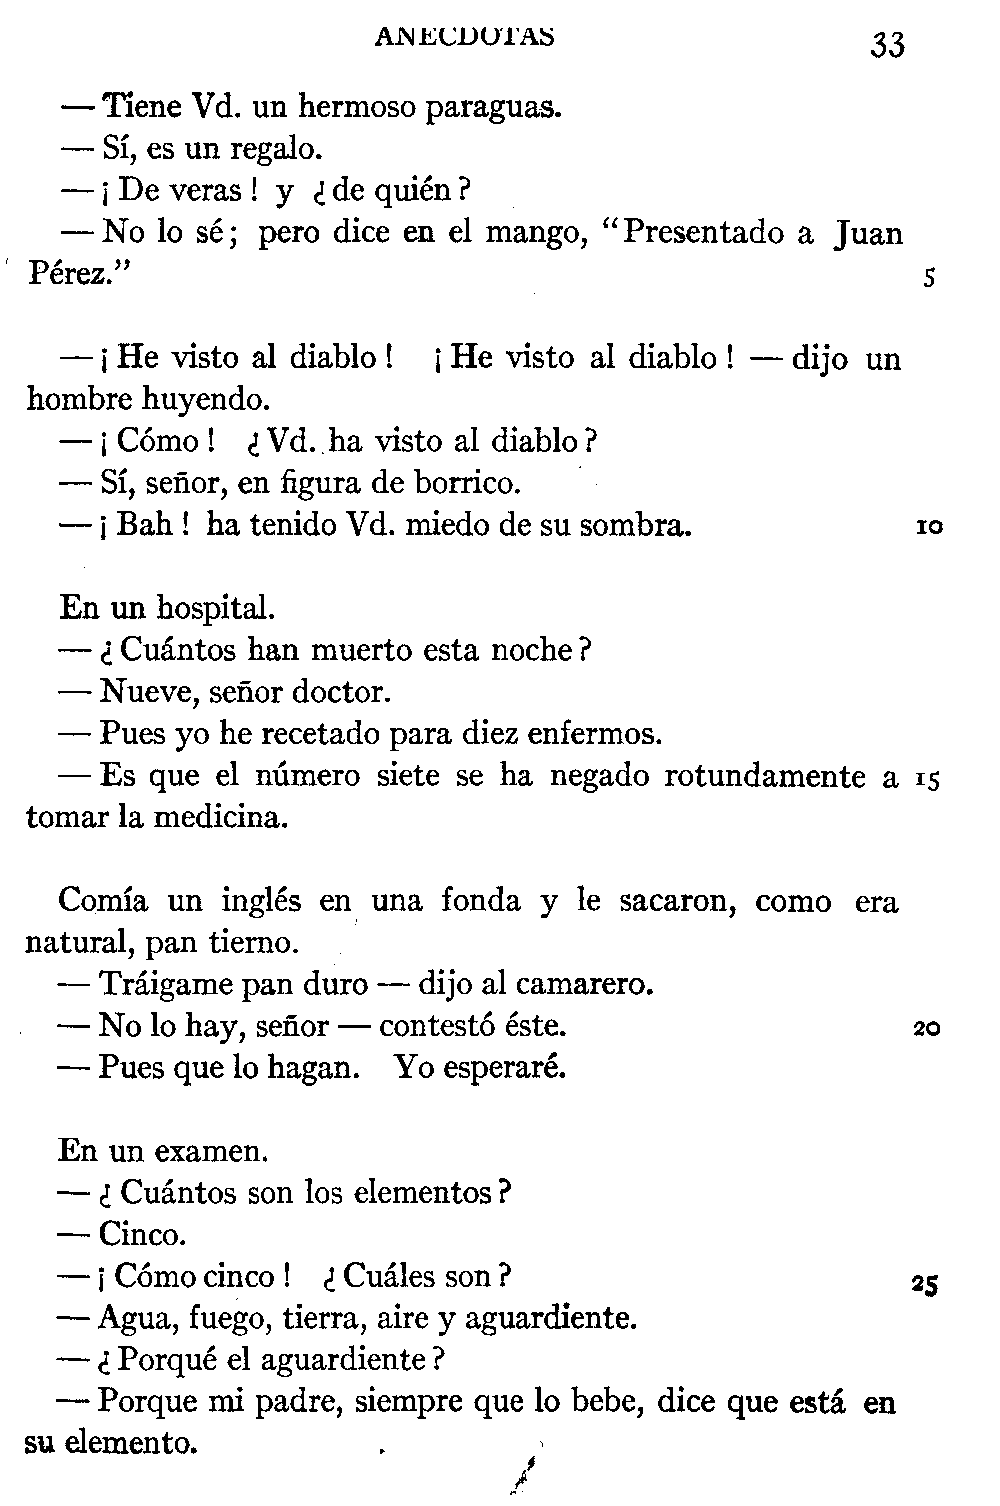 ANECDOTAS 33
— Tiene Vd. un hermoso paraguas.
— Sí, es un regalo.
— ¡ De veras ! y ¿ de quién ?
— No lo sé ; pero dice en el mango, “Presentado a Juan
Pérez.” 5
— ¡ He visto al diablo ! ¡ He visto al diablo ! — dijo un
hombre huyendo.
— ¡ Cómo ! ¿ Vd. ha visto al diablo ?
— Sí, señor, en figura de borrico.
— ¡ Bah ! ha tenido Vd. miedo de su sombra. 10
En un hospital.
— ¿ Cuántos han muerto esta noche ?
— Nueve, señor doctor.
— Pues yo he recetado para diez enfermos.
— Es que el número siete se ha negado rotundamente a 15
tomar la medicina.
Comía un inglés en una fonda y le sacaron, como era
natural, pan tierno.
— Tráigame pan duro — dijo al camarero.
— No lo hay, señor — contestó éste. 20
— Pues que lo hagan. Yo esperaré.
En un examen.
— ¿ Cuántos son los elementos ?
— Cinco.
— ¡ Cómo cinco ! ¿ Cuáles son ? 25
— Agua, fuego, tierra, aire y aguardiente.
— ¿ Porqué el aguardiente ?
— Porque mi padre, siempre que lo bebe, dice que está en
su elemento.